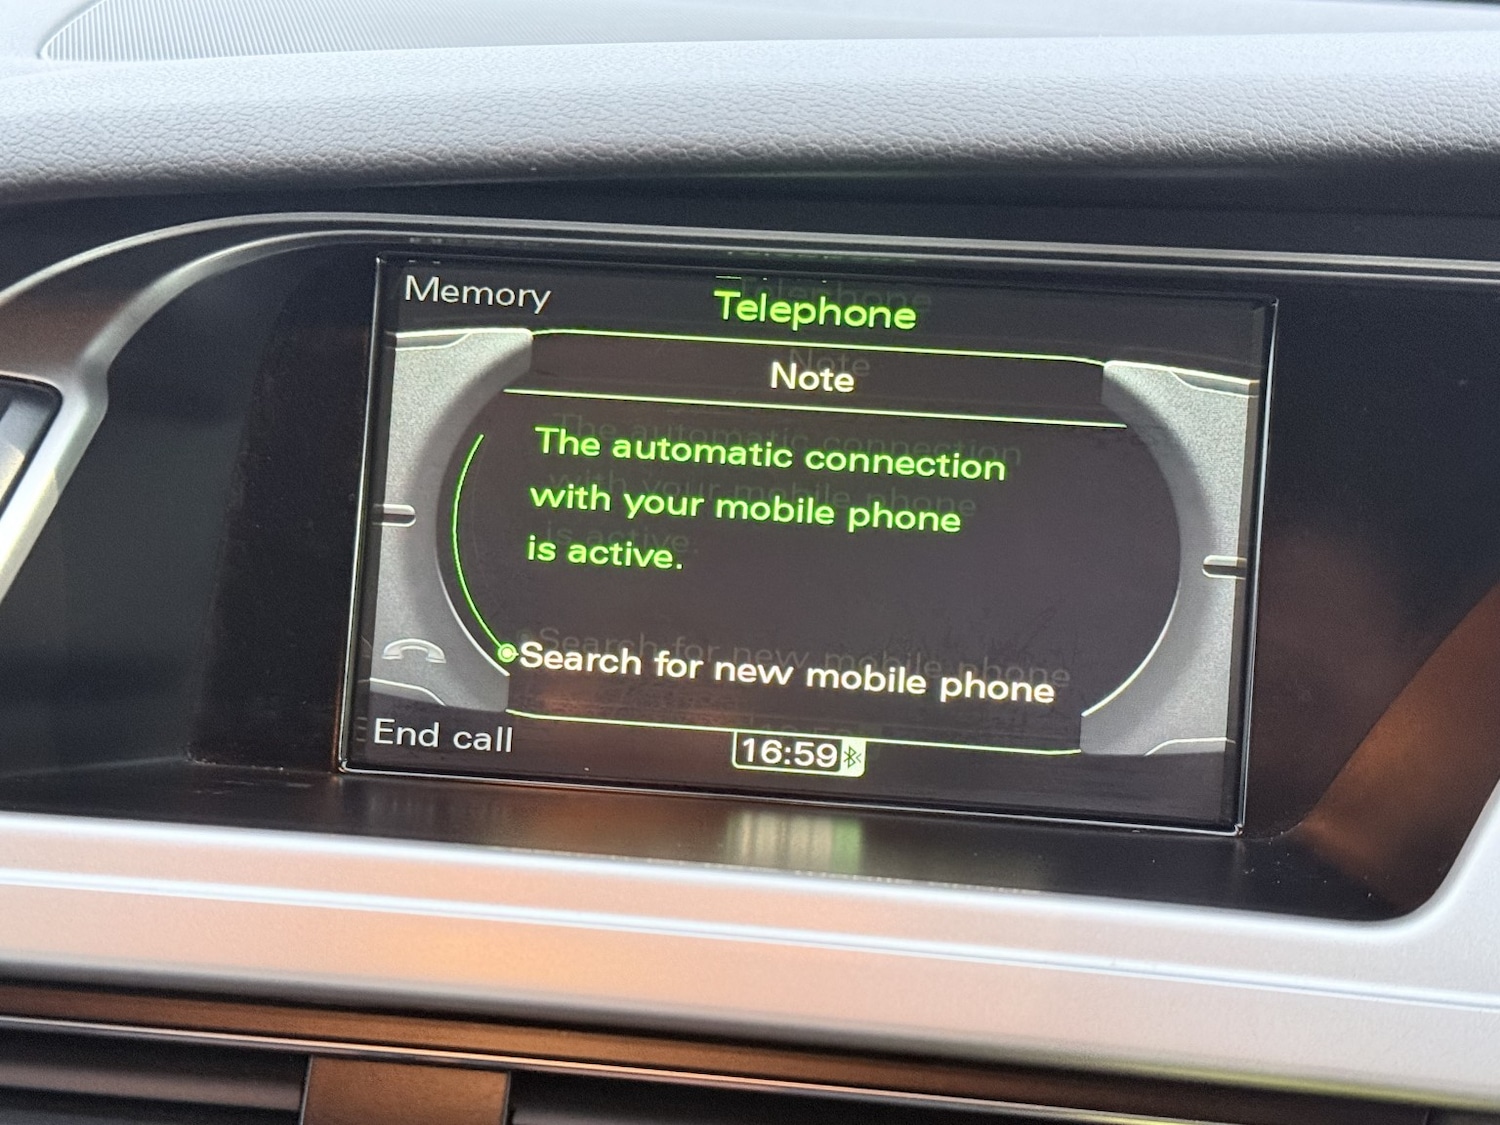 Memory
Telephone
Note
The automatic connection
with your mobile phone
is active.
Search for new mobile phone
End call
16:59